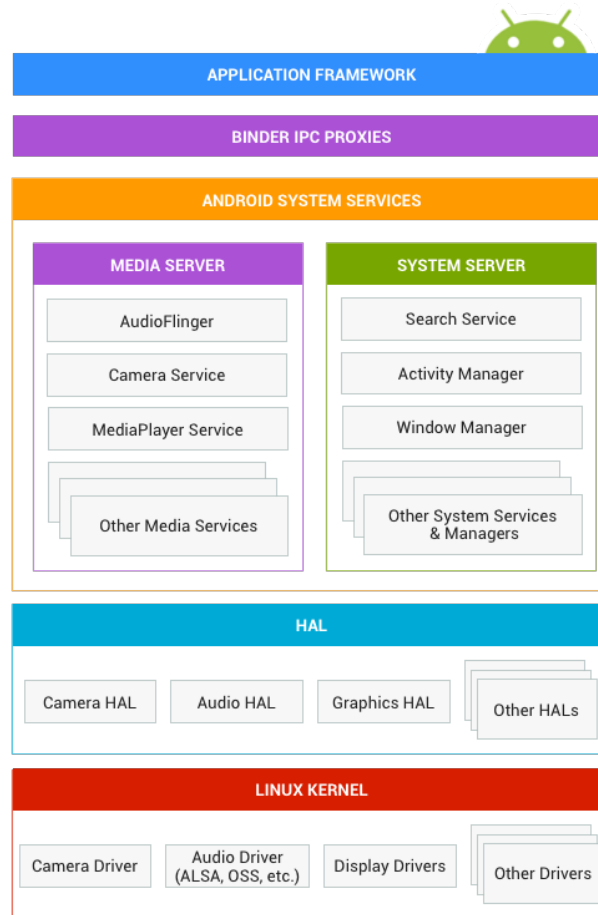 APPLICATION FRAMEWORK
BINDER IPC PROXIES
ANDROID SYSTEM SERVICES
MEDIA SERVER
AudioFlinger
Camera Service
MediaPlayer Service
Other Media Services
SYSTEM SERVER
Search Service
Activity Manager
Window Manager
Other System Services
& Managers
HAL
Camera HAL
Audio HAL
Graphics HAL
Other HALs
LINUX KERNEL
Camera Driver
Audio Driver
(ALSA, OSS, etc.)
Display Drivers
Other Drivers